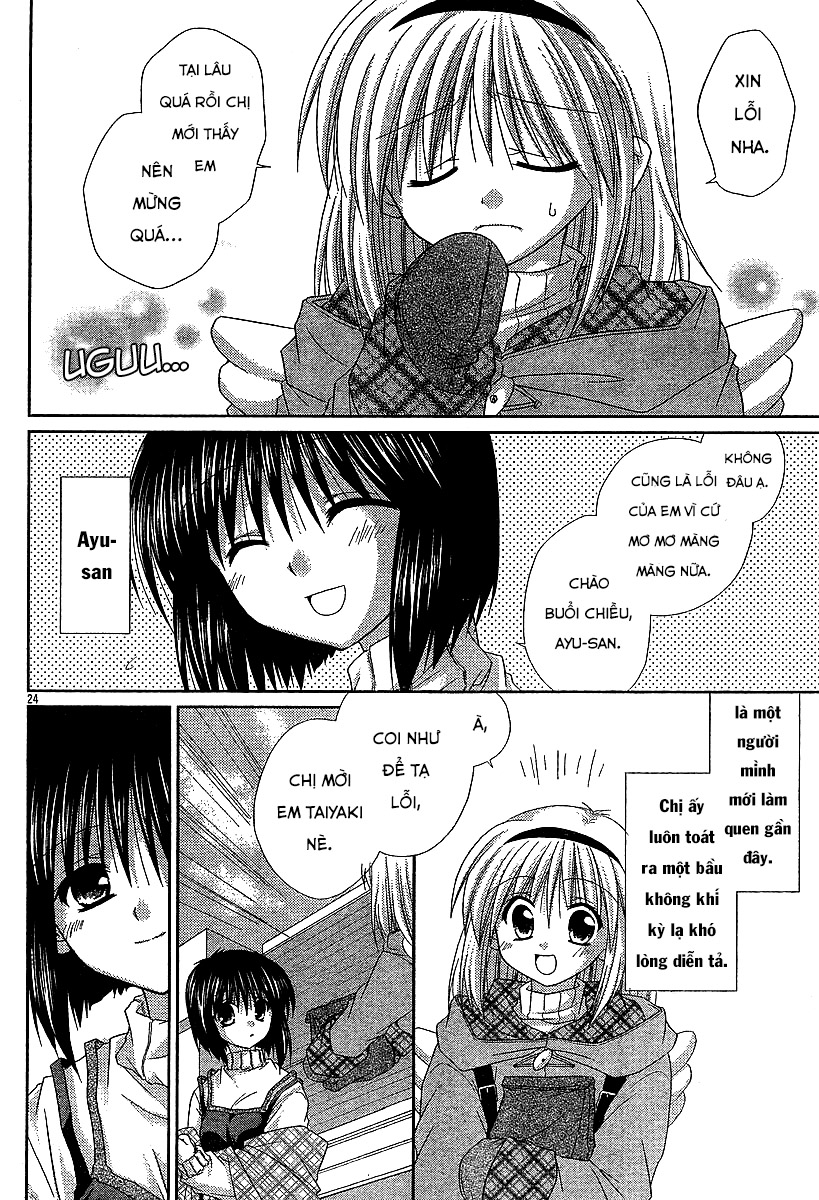 XIN
LỖI
NHA.
TẠI LÂU
QUÁ RỒI CHỊ
MỚI THẤY
EM
NÊN
MỪNG
QUÁ...
UGUU...
KHÔNG
ĐÂU Ạ.
CŨNG LÀ LỖI
CỦA EM VÌ CỨ
MƠ MƠ MÀNG
MÀNG NỮA.
CHÀO
BUỔI CHIỀU,
AYU-SAN.
Ayu-
san
24
là một
người
mình
mới làm
quen gần
đây.
Chị ấy
luôn toát
ra một bầu
không khí
kỳ lạ khó
lòng diễn tả.
À,
COI NHƯ
ĐỂ TẠ
LỖI,
CHỊ MỜI
EM TAIYAKI
NÈ.